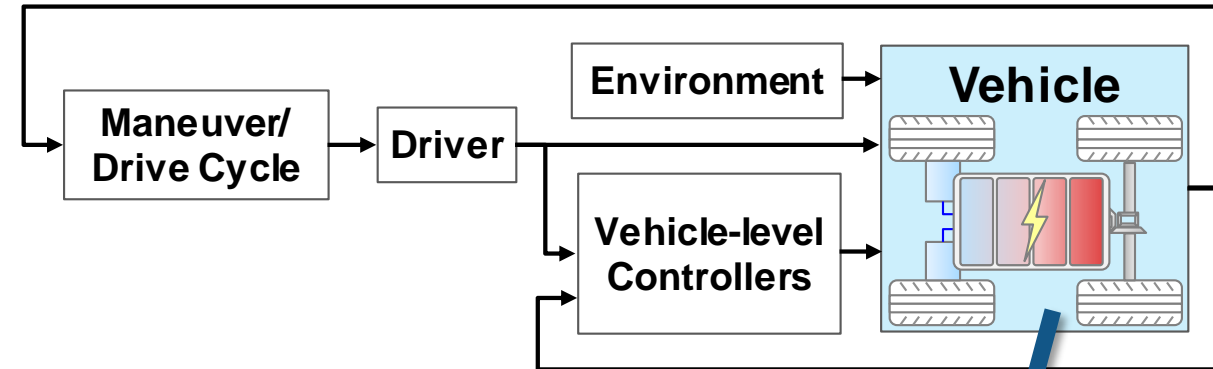 Environment
Vehicle
Maneuver/
Drive Cycle
Driver
Vehicle-level
Controllers